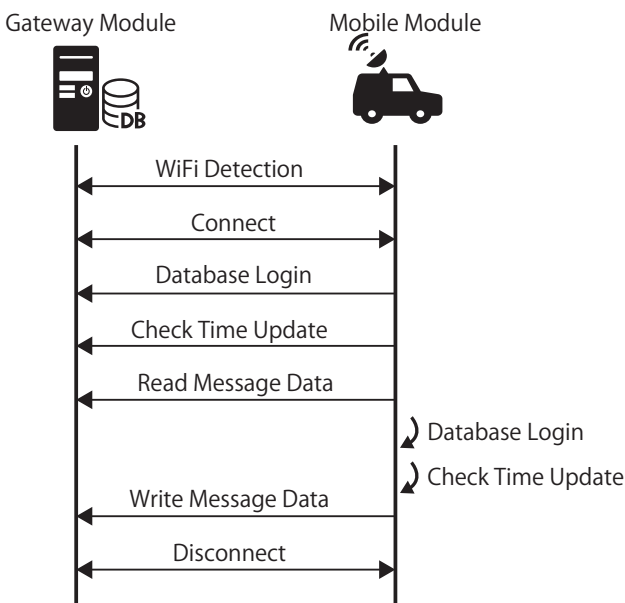 Gateway Module
Mobile Module
DB
WiFi Detection
Connect
Database Login
Check Time Update
Read Message Data
Database Login
Check Time Update
Write Message Data
Disconnect